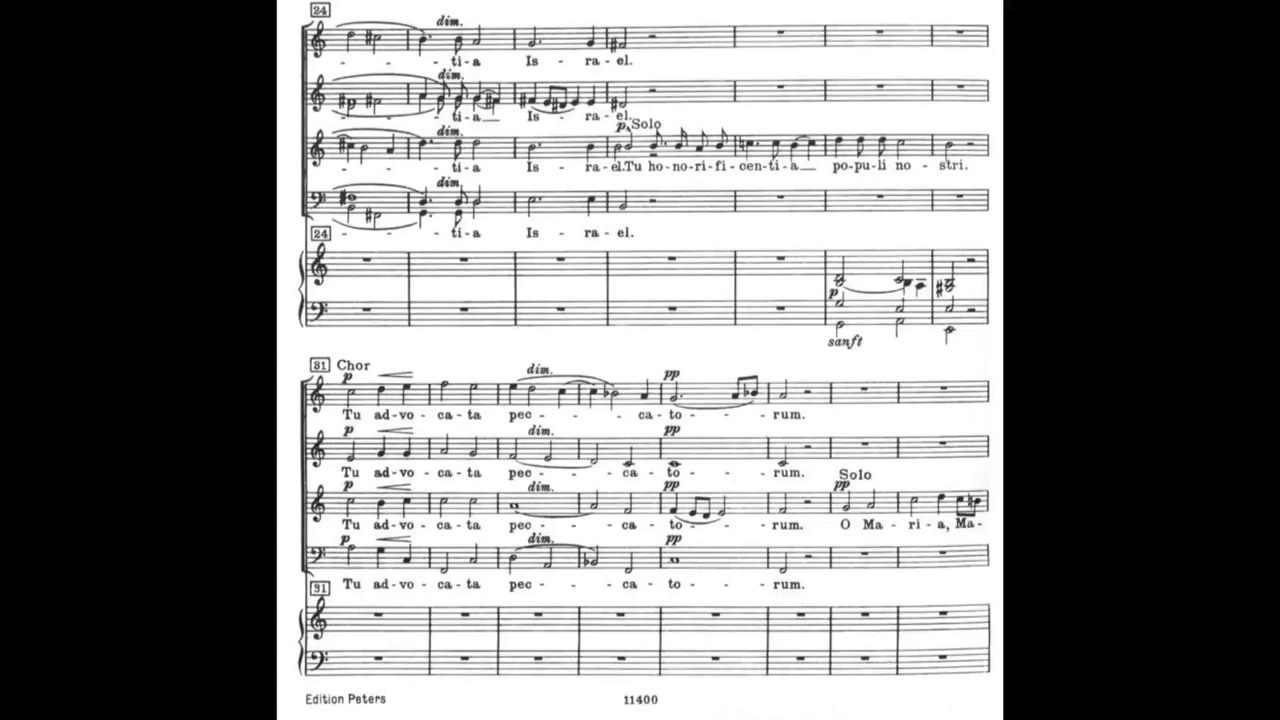 24
dim.
- - - ti-a Is - ra - el.
dim.
- - - ti-a Is - ra - el.
p Solo
dim.
- - - ti-a Is - ra-el. Tu ho-no-ri-fi-cen-ti-a po-pu-li no - stri.
dim.
24 - - - ti-a Is - ra - el.
p
sanft
31 Chor
p dim. pp
Tu ad-vo-ca-ta pec - - - ca-to - - rum.
p dim. pp
Tu ad-vo-ca-ta pec - - - ca-to - - rum.
Solo
p dim. pp pp
Tu ad-vo-ca-ta pec - - - ca-to - - rum. O Ma-ri-a, Ma-
p dim. pp
Tu ad-vo-ca-ta pec - - - ca-to - - rum.
31
Edition Peters 11400